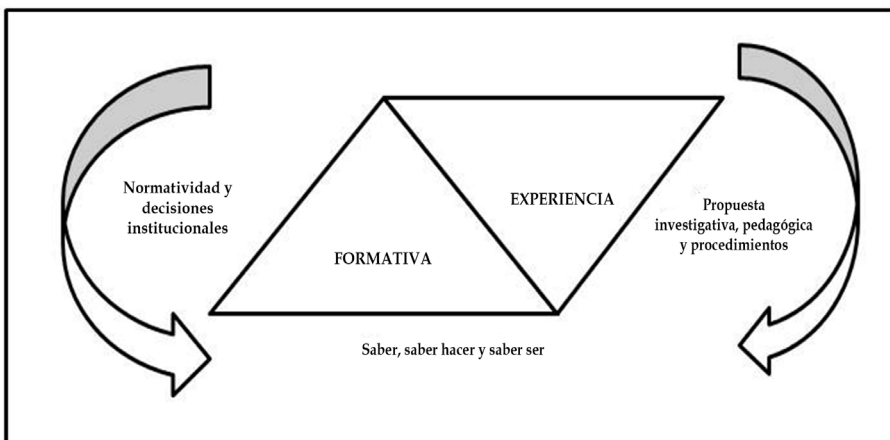 Normatividad y
decisiones
institucionales
FORMATIVA
EXPERIENCIA
Propuesta
investigativa, pedagógica
y procedimientos
Saber, saber hacer y saber ser